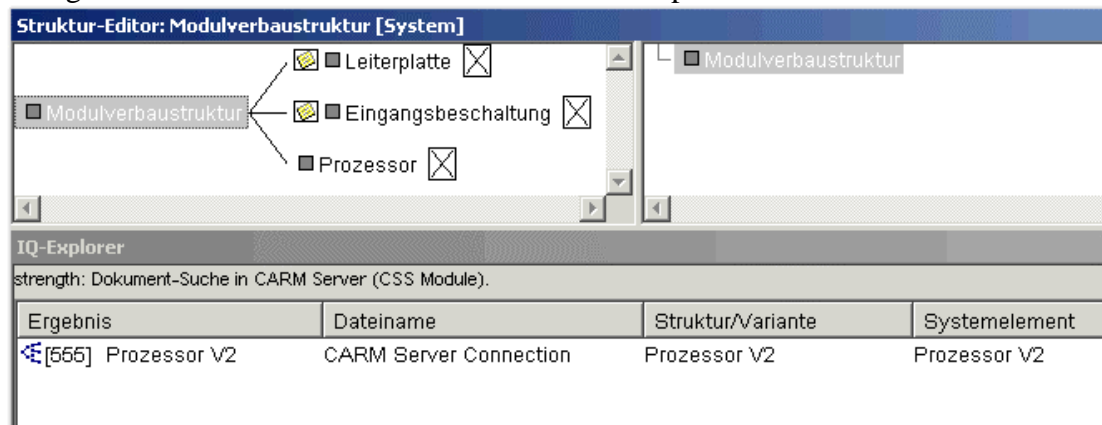 Struktur-Editor: Modulverbaustruktur [System]
Leiterplatte
Modulverbaustruktur
Eingangsbeschaltung
Prozessor
Modulverbaustruktur
IQ-Explorer
strength: Dokument-Suche in CARM Server (CSS Module).
Ergebnis Dateiname Struktur/Variante Systemelement
[555] Prozessor V2 CARM Server Connection Prozessor V2 Prozessor V2